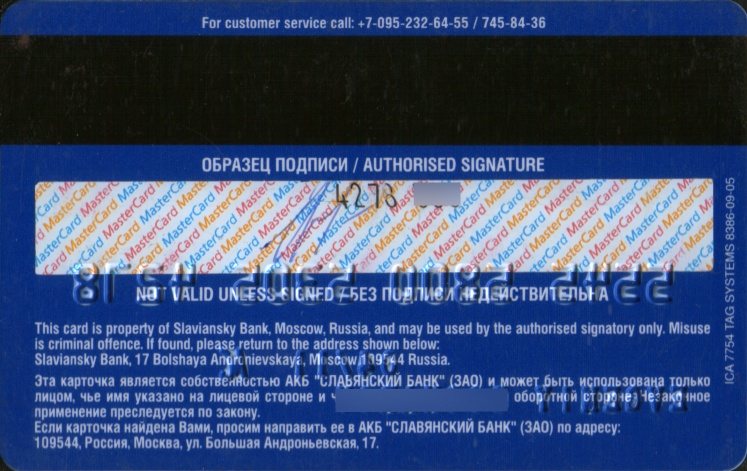 For customer service call: +7-095-232-64-55 / 745-84-36
ОБРАЗЕЦ ПОДПИСИ / AUTHORISED SIGNATURE
MasterCard
NOT VALID UNLESS SIGNED / БЕЗ ПОДПИСИ НЕДЕЙСТВИТЕЛЬНА
This card is property of Slaviansky Bank, Moscow, Russia, and may be used by the authorised signatory only. Misuse
is criminal offence. If found, please return to the address shown below:
Slaviansky Bank, 17 Bolshaya Andronievskaya, Moscow, 109544 Russia.
Эта карточка является собственностью АКБ "СЛАВЯНСКИЙ БАНК" (ЗАО) и может быть использована только
лицом, чье имя указано на лицевой стороне и оборотной стороне. Незаконное
применение преследуется по закону.
Если карточка найдена Вами, просим направить ее в АКБ "СЛАВЯНСКИЙ БАНК" (ЗАО) по адресу:
109544, Россия, Москва, ул. Большая Андроньевская, 17.
ICA 7754 TAG SYSTEMS 8386-09-05